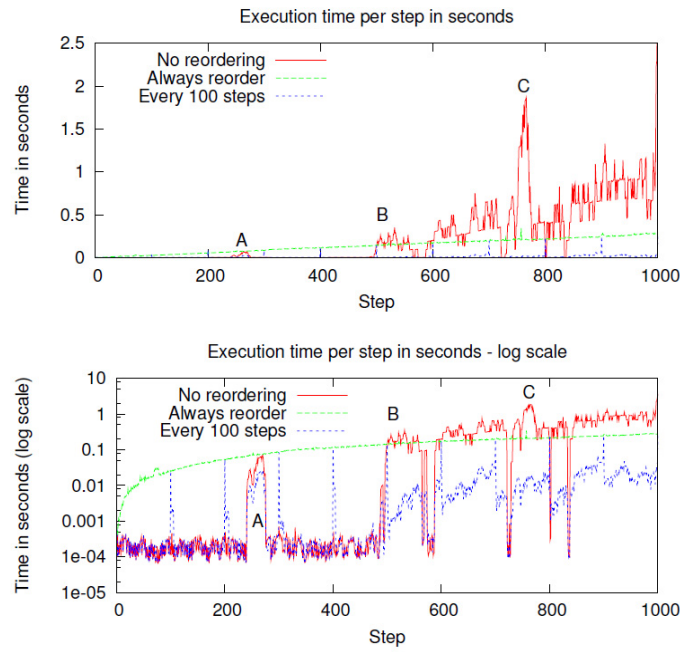 Execution time per step in seconds
Time in seconds
2.5
2
1.5
1
0.5
0
No reordering
Always reorder
Every 100 steps
A
B
C
0 200 400 600 800 1000
Step
Execution time per step in seconds - log scale
Time in seconds (log scale)
10
1
0.1
0.01
0.001
1e-04
1e-05
No reordering
Always reorder
Every 100 steps
A
B
C
0 200 400 600 800 1000
Step